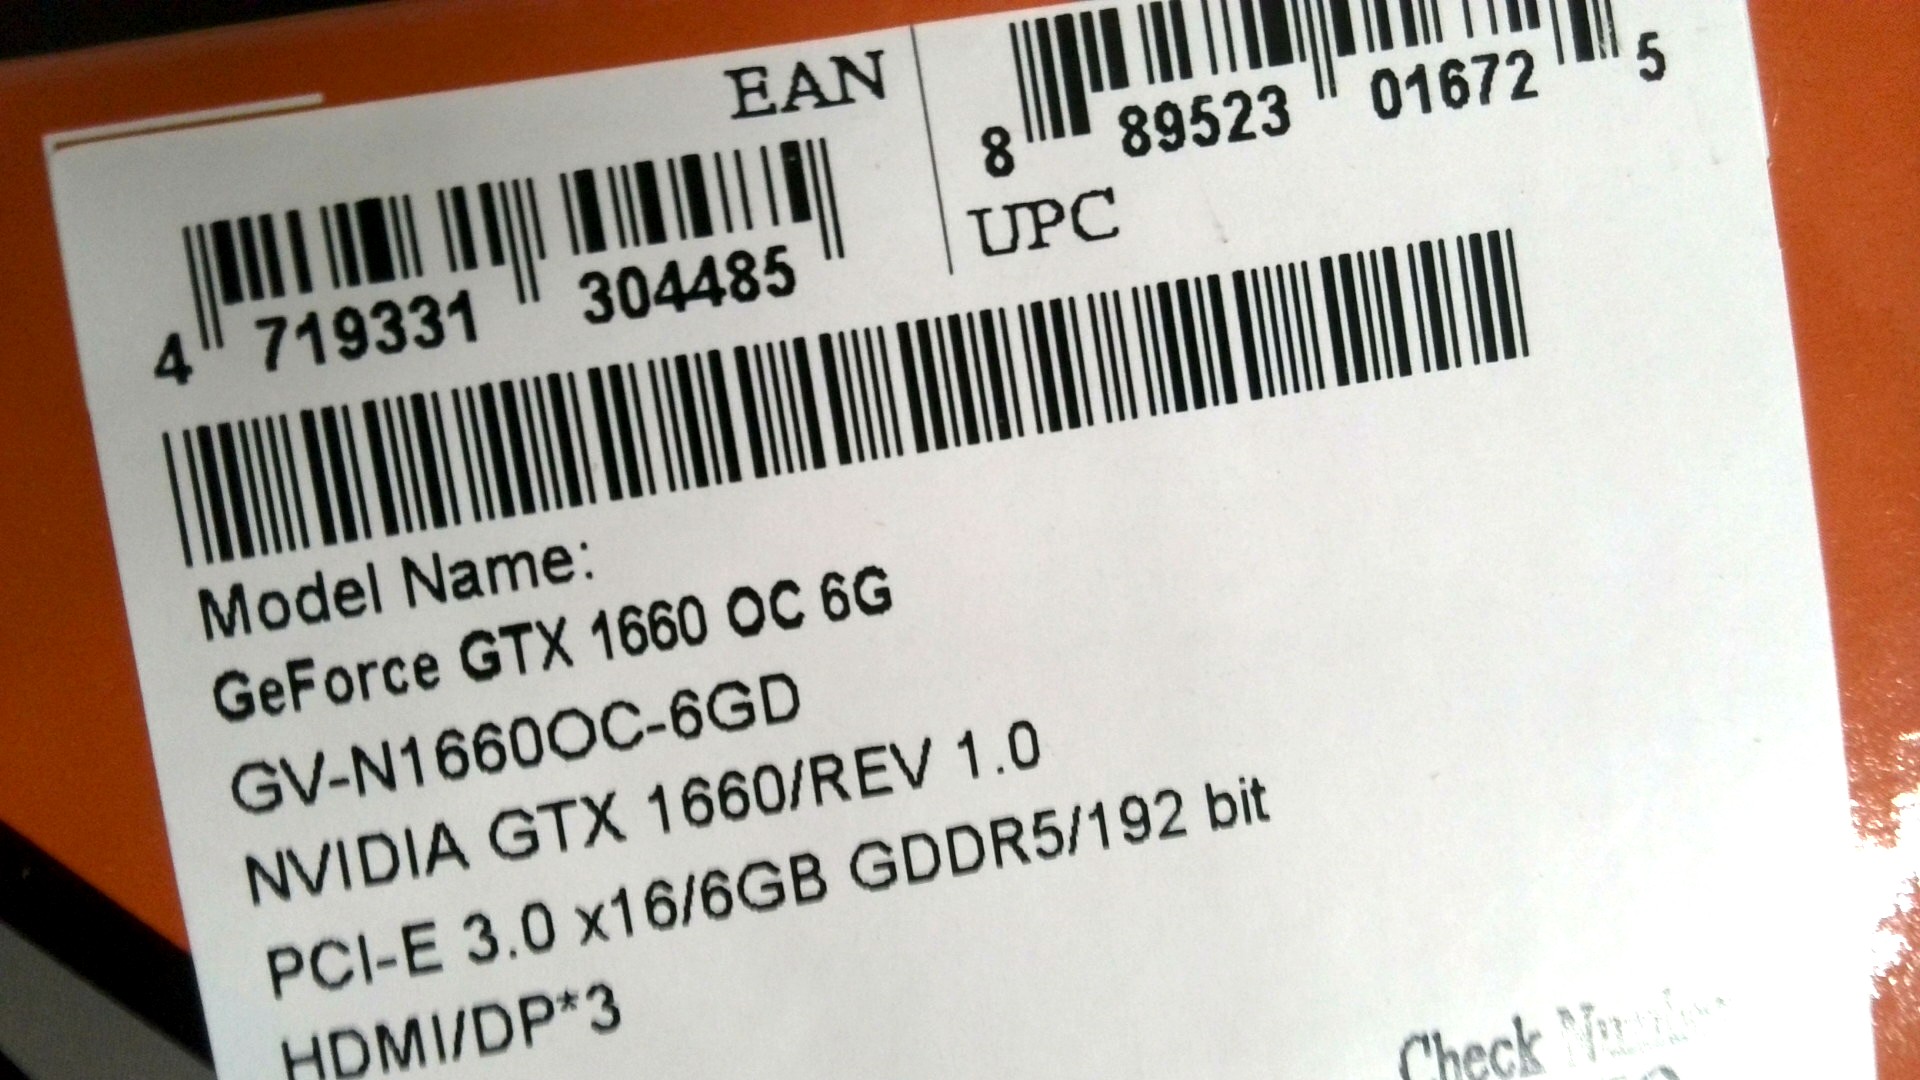 EAN
4 719331 304485
8 89523 01672 5
UPC
Model Name:
GeForce GTX 1660 OC 6G
GV-N1660OC-6GD
NVIDIA GTX 1660/REV 1.0
PCI-E 3.0 x16/6GB GDDR5/192 bit
HDMI/DP*3
Check